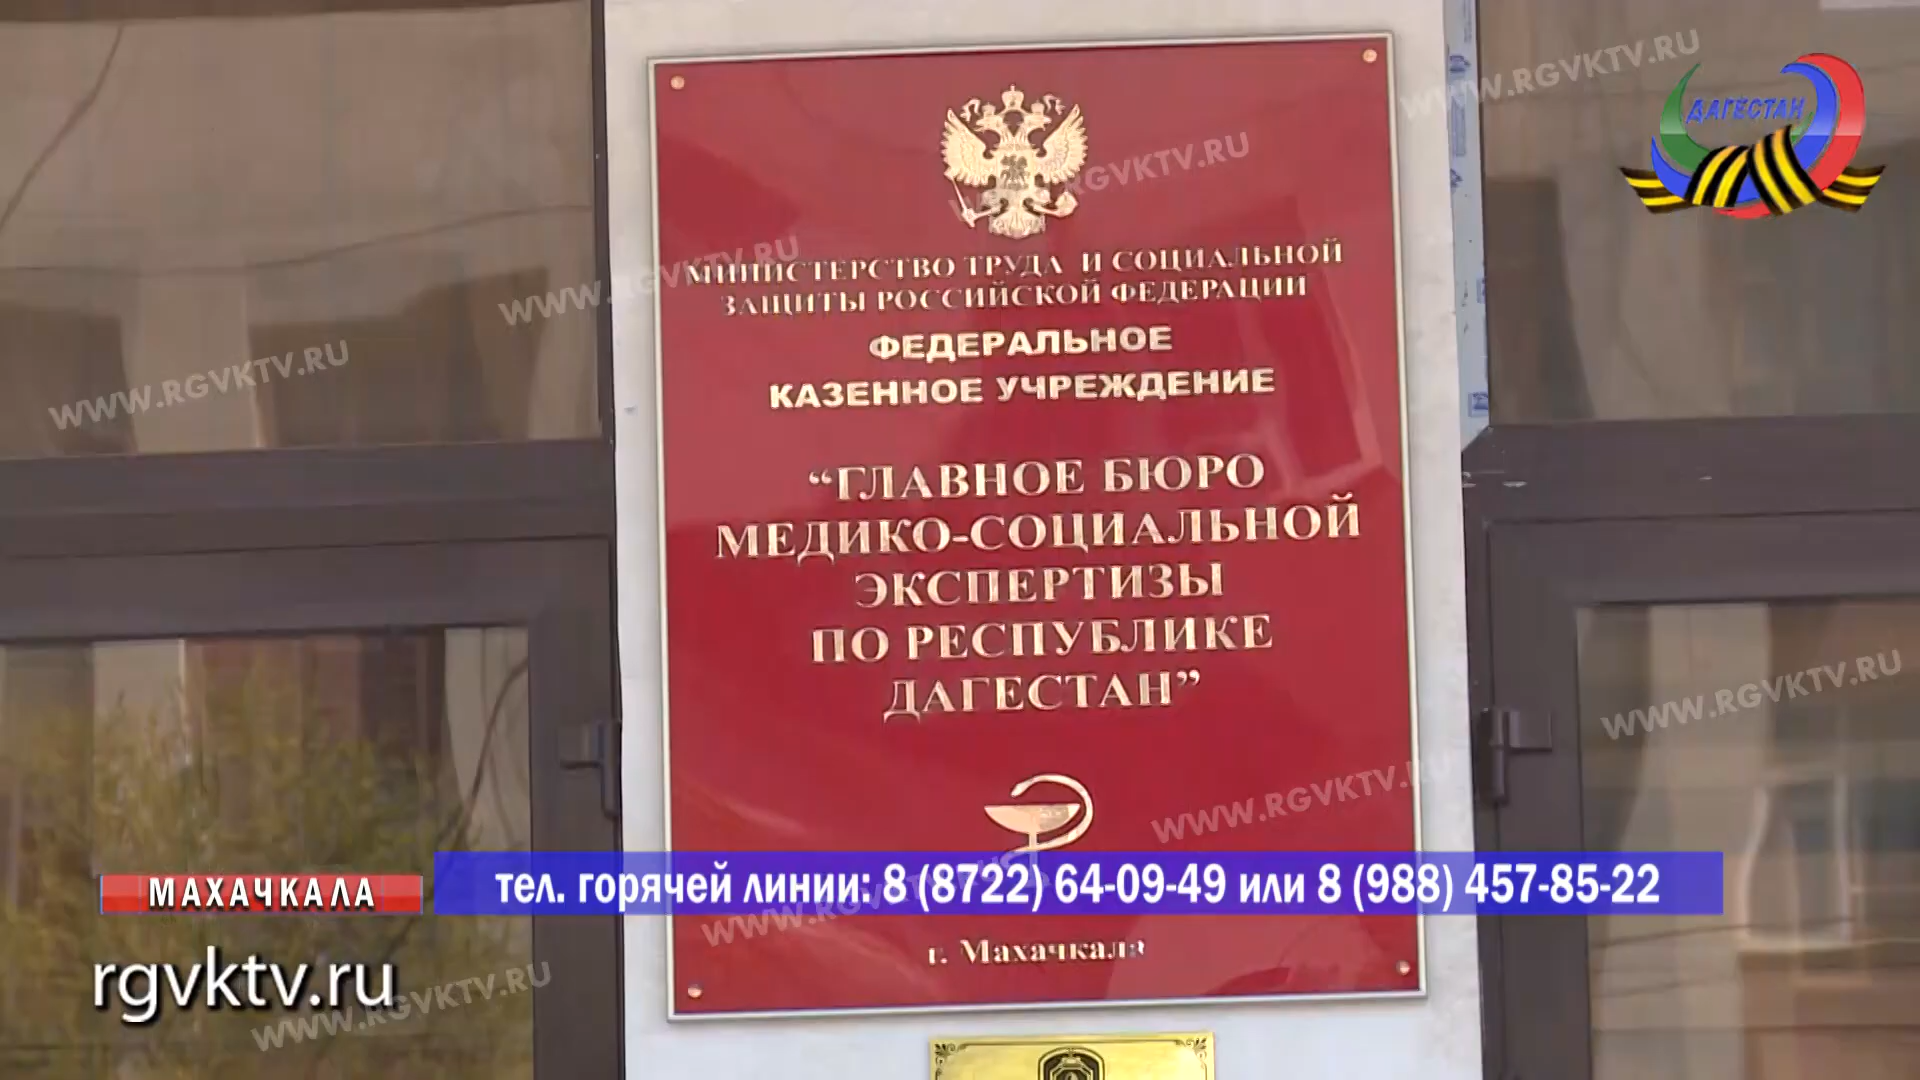 WWW.RGVKTV.RU
ДАГЕСТАН
МИНИСТЕРСТВО ТРУДА И СОЦИАЛЬНОЙ
ЗАЩИТЫ РОССИЙСКОЙ ФЕДЕРАЦИИ
ФЕДЕРАЛЬНОЕ
КАЗЕННОЕ УЧРЕЖДЕНИЕ
“ГЛАВНОЕ БЮРО
МЕДИКО-СОЦИАЛЬНОЙ
ЭКСПЕРТИЗЫ
ПО РЕСПУБЛИКЕ
ДАГЕСТАН”
МАХАЧКАЛА
тел. горячей линии: 8 (8722) 64-09-49 или 8 (988) 457-85-22
г. Махачкала
rgvktv.ru